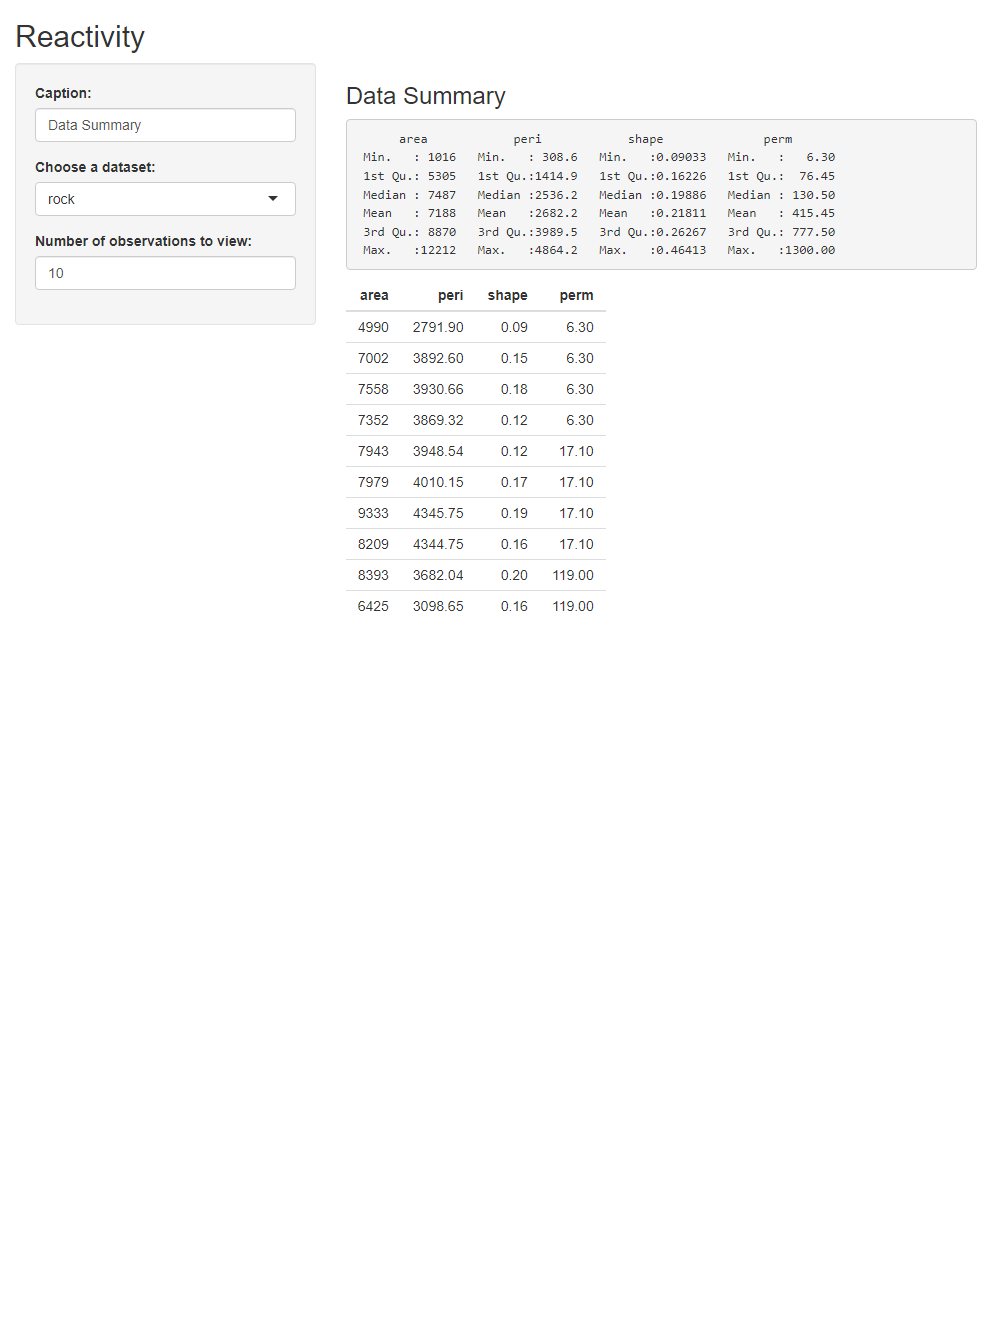 Reactivity
Caption:
Data Summary
Choose a dataset:
rock
Number of observations to view:
10
Data Summary
area peri shape perm
Min. : 1016 Min. : 308.6 Min. :0.09033 Min. : 6.30
1st Qu.: 5305 1st Qu.:1414.9 1st Qu.:0.16226 1st Qu.: 76.45
Median : 7487 Median :2536.2 Median :0.19886 Median : 130.50
Mean : 7188 Mean :2682.2 Mean :0.21811 Mean : 415.45
3rd Qu.: 8870 3rd Qu.:3989.5 3rd Qu.:0.26267 3rd Qu.: 777.50
Max. :12212 Max. :4864.2 Max. :0.46413 Max. :1300.00
area peri shape perm
4990 2791.90 0.09 6.30
7002 3892.60 0.15 6.30
7558 3930.66 0.18 6.30
7352 3869.32 0.12 6.30
7943 3948.54 0.12 17.10
7979 4010.15 0.17 17.10
9333 4345.75 0.19 17.10
8209 4344.75 0.16 17.10
8393 3682.04 0.20 119.00
6425 3098.65 0.16 119.00